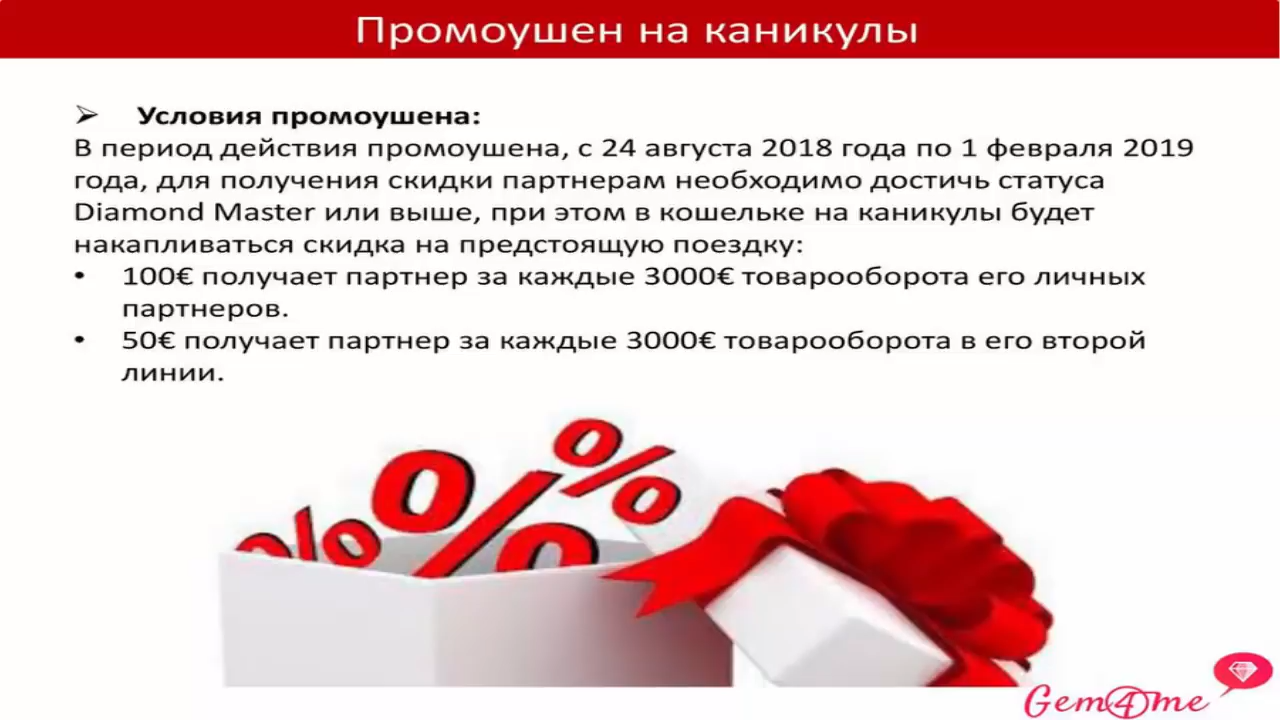 Промоушен на каникулы
Условия промоушена:
В период действия промоушена, с 24 августа 2018 года по 1 февраля 2019
года, для получения скидки партнерам необходимо достичь статуса
Diamond Master или выше, при этом в кошельке на каникулы будет
накапливаться скидка на предстоящую поездку:
• 100€ получает партнер за каждые 3000€ товарооборота его личных
партнеров.
• 50€ получает партнер за каждые 3000€ товарооборота в его второй
линии.
% % %
Gem4me